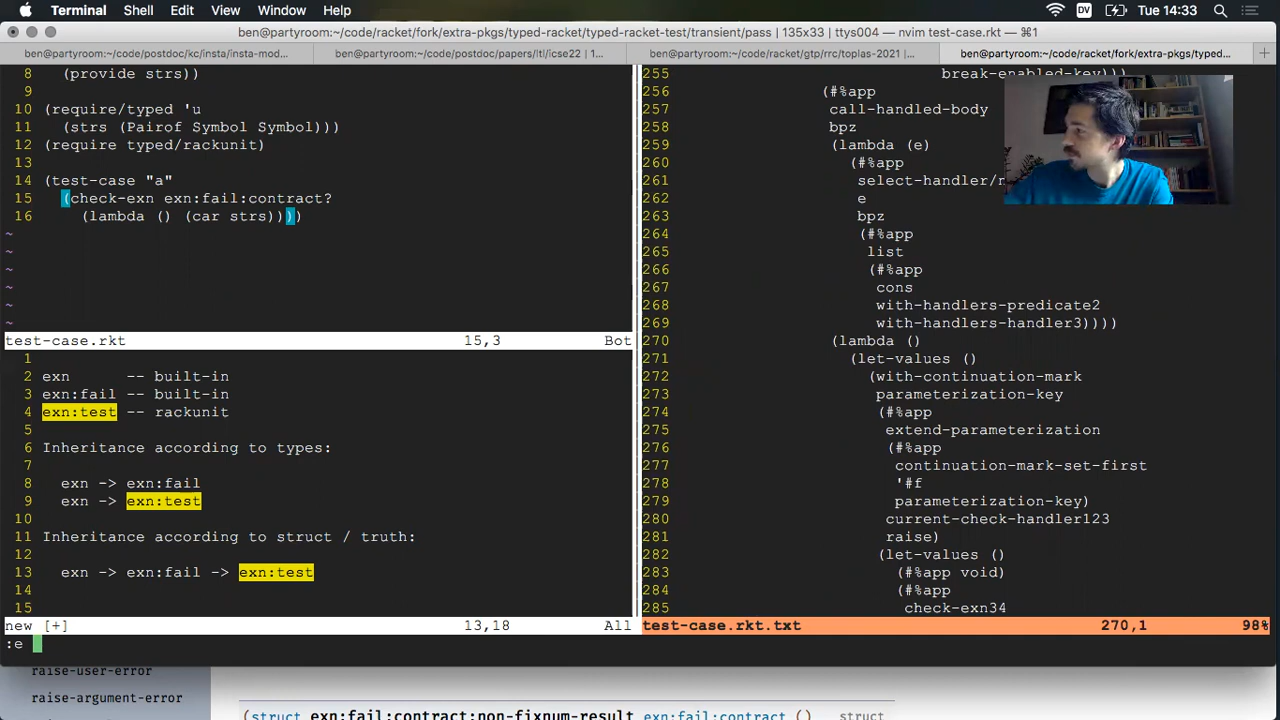 Terminal Shell Edit View Window Help DV Tue 14:33
ben@partyroom:~/code/racket/fork/extra-pkgs/typed-racket/typed-racket-test/transient/pass | 135x33 | ttys004 — nvim test-case.rkt — ⌘1
ben@partyroom:~/code/postdoc/kc/insta/insta-mod... ben@partyroom:~/code/postdoc/papers/ltl/icse22 | 1... ben@partyroom:~/code/racket/gtp/rrc/toplas-2021 |... ben@partyroom:~/code/racket/fork/extra-pkgs/typed... +
8 (provide strs))
9
10 (require/typed 'u
11 (strs (Pairof Symbol Symbol)))
12 (require typed/rackunit)
13
14 (test-case "a"
15 (check-exn exn:fail:contract?
16 (lambda () (car strs))))
~
~
~
~
~
~
test-case.rkt 15,3 Bot
1
2 exn -- built-in
3 exn:fail -- built-in
4 exn:test -- rackunit
5
6 Inheritance according to types:
7
8 exn -> exn:fail
9 exn -> exn:test
10
11 Inheritance according to struct / truth:
12
13 exn -> exn:fail -> exn:test
14
15
new [+] 13,18 All
:e
255 break-enabled-key)))
256 (#%app
257 call-handled-body
258 bpz
259 (lambda (e)
260 (#%app
261 select-handler/n
262 e
263 bpz
264 (#%app
265 list
266 (#%app
267 cons
268 with-handlers-predicate2
269 with-handlers-handler3))))
270 (lambda ()
271 (let-values ()
272 (with-continuation-mark
273 parameterization-key
274 (#%app
275 extend-parameterization
276 (#%app
277 continuation-mark-set-first
278 '#f
279 parameterization-key)
280 current-check-handler123
281 raise)
282 (let-values ()
283 (#%app void)
284 (#%app
285 check-exn34
test-case.rkt.txt 270,1 98%
raise-user-error
raise-argument-error
(struct exn:fail:contract:non-fixnum-result exn:fail:contract () struct